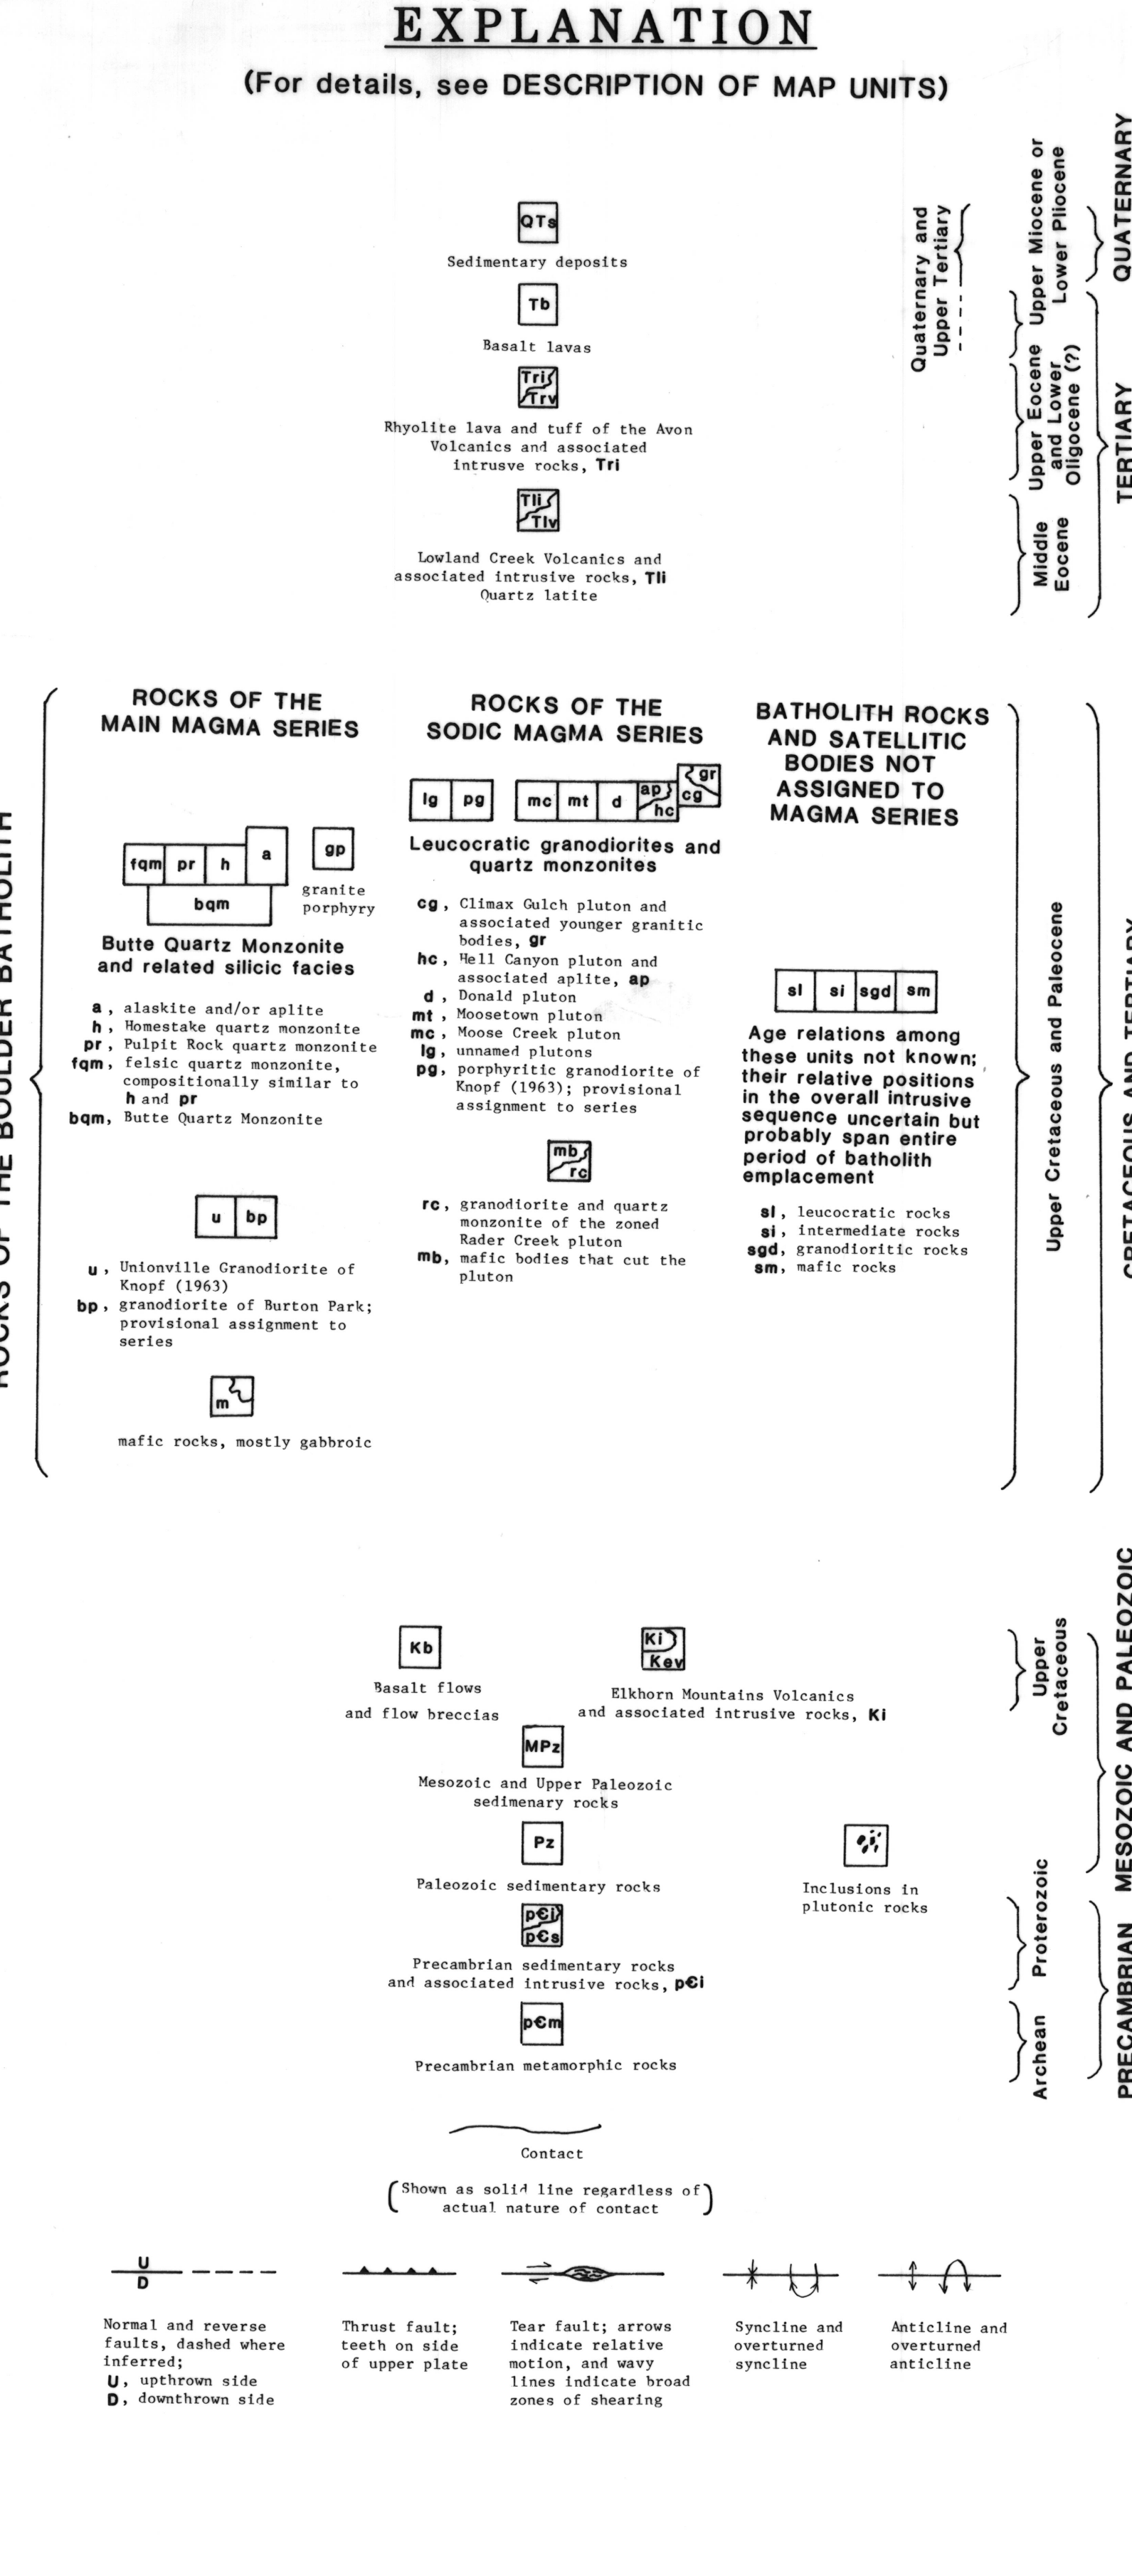 EXPLANATION
(For details, see DESCRIPTION OF MAP UNITS)
QTs
Sedimentary deposits
Tb
Basalt lavas
Tri
Trv
Rhyolite lava and tuff of the Avon
Volcanics and associated
intrusve rocks, Tri
Tli
Tlv
Lowland Creek Volcanics and
associated intrusive rocks, Tli
Quartz latite
Quaternary and
Upper Tertiary
Upper Miocene or
Lower Pliocene
Upper Eocene
and Lower
Oligocene (?)
Middle
Eocene
QUATERNARY
TERTIARY
ROCKS OF THE BOULDER BATHOLITH
ROCKS OF THE
MAIN MAGMA SERIES
fqm pr h a
bqm
gp
granite
porphyry
Butte Quartz Monzonite
and related silicic facies
a, alaskite and/or aplite
h, Homestake quartz monzonite
pr, Pulpit Rock quartz monzonite
fqm, felsic quartz monzonite,
compositionally similar to
h and pr
bqm, Butte Quartz Monzonite
u bp
u, Unionville Granodiorite of
Knopf (1963)
bp, granodiorite of Burton Park;
provisional assignment to
series
m
mafic rocks, mostly gabbroic
ROCKS OF THE
SODIC MAGMA SERIES
lg pg mc mt d ap hc gr cg
Leucocratic granodiorites and
quartz monzonites
cg, Climax Gulch pluton and
associated younger granitic
bodies, gr
hc, Hell Canyon pluton and
associated aplite, ap
d, Donald pluton
mt, Moosetown pluton
mc, Moose Creek pluton
lg, unnamed plutons
pg, porphyritic granodiorite of
Knopf (1963); provisional
assignment to series
mb
rc
rc, granodiorite and quartz
monzonite of the zoned
Rader Creek pluton
mb, mafic bodies that cut the
pluton
BATHOLITH ROCKS
AND SATELLITIC
BODIES NOT
ASSIGNED TO
MAGMA SERIES
sl si sgd sm
Age relations among
these units not known;
their relative positions
in the overall intrusive
sequence uncertain but
probably span entire
period of batholith
emplacement
sl, leucocratic rocks
si, intermediate rocks
sgd, granodioritic rocks
sm, mafic rocks
Upper Cretaceous and Paleocene
CRETACEOUS AND TERTIARY
Kb
Basalt flows
and flow breccias
Ki
Kev
Elkhorn Mountains Volcanics
and associated intrusive rocks, Ki
MPz
Mesozoic and Upper Paleozoic
sedimenary rocks
Pz
Paleozoic sedimentary rocks
Inclusions in
plutonic rocks
p€i
p€s
Precambrian sedimentary rocks
and associated intrusive rocks, p€i
p€m
Precambrian metamorphic rocks
Upper
Cretaceous
Proterozoic
Archean
MESOZOIC AND PALEOZOIC
PRECAMBRIAN
Contact
(Shown as solid line regardless of
actual nature of contact)
U
D
Normal and reverse
faults, dashed where
inferred;
U, upthrown side
D, downthrown side
Thrust fault;
teeth on side
of upper plate
Tear fault; arrows
indicate relative
motion, and wavy
lines indicate broad
zones of shearing
Syncline and
overturned
syncline
Anticline and
overturned
anticline